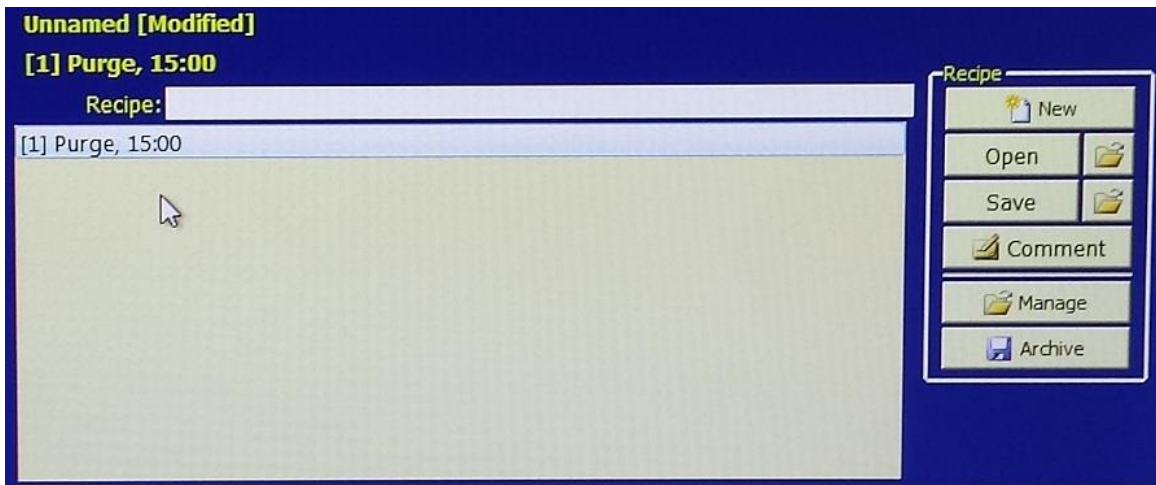 Unnamed [Modified]
[1] Purge, 15:00
Recipe:
[1] Purge, 15:00
Recipe
New
Open
Save
Comment
Manage
Archive